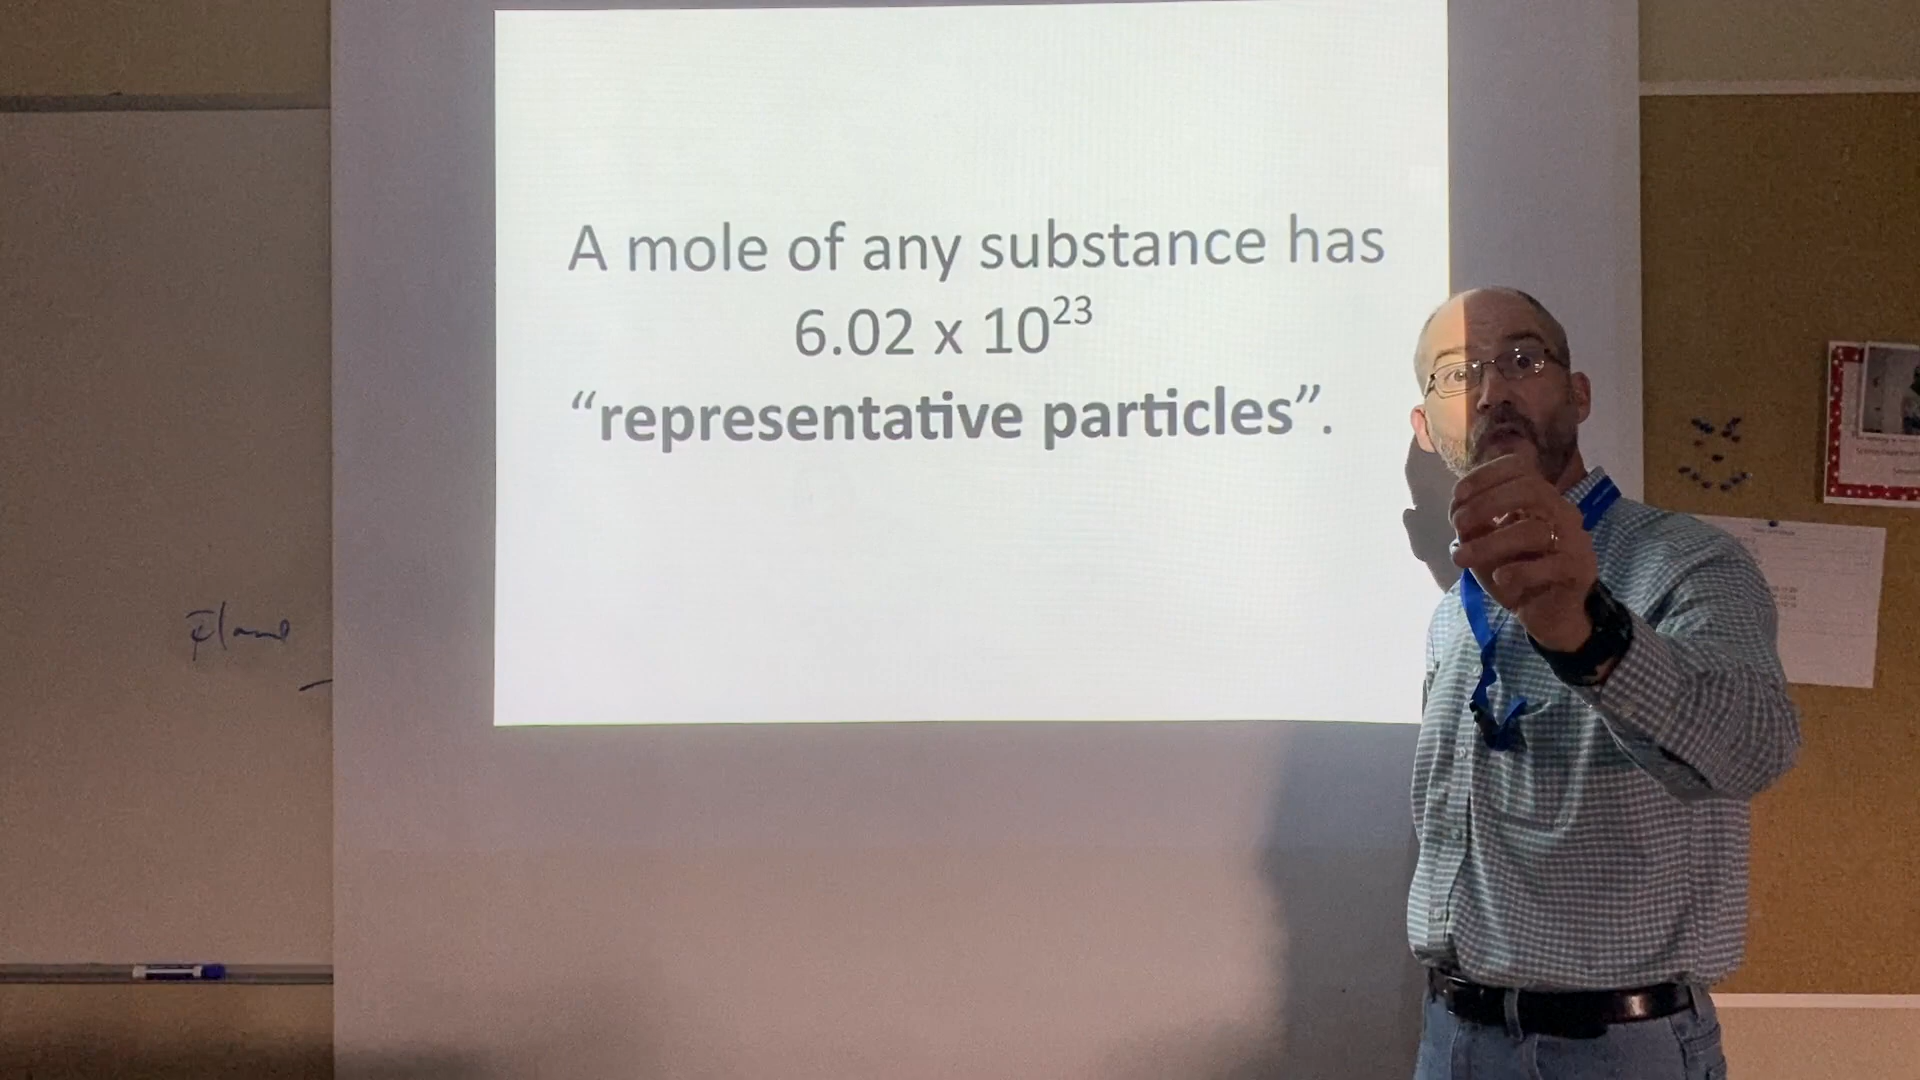 A mole of any substance has
6.02 x 10²³
“representative particles”.